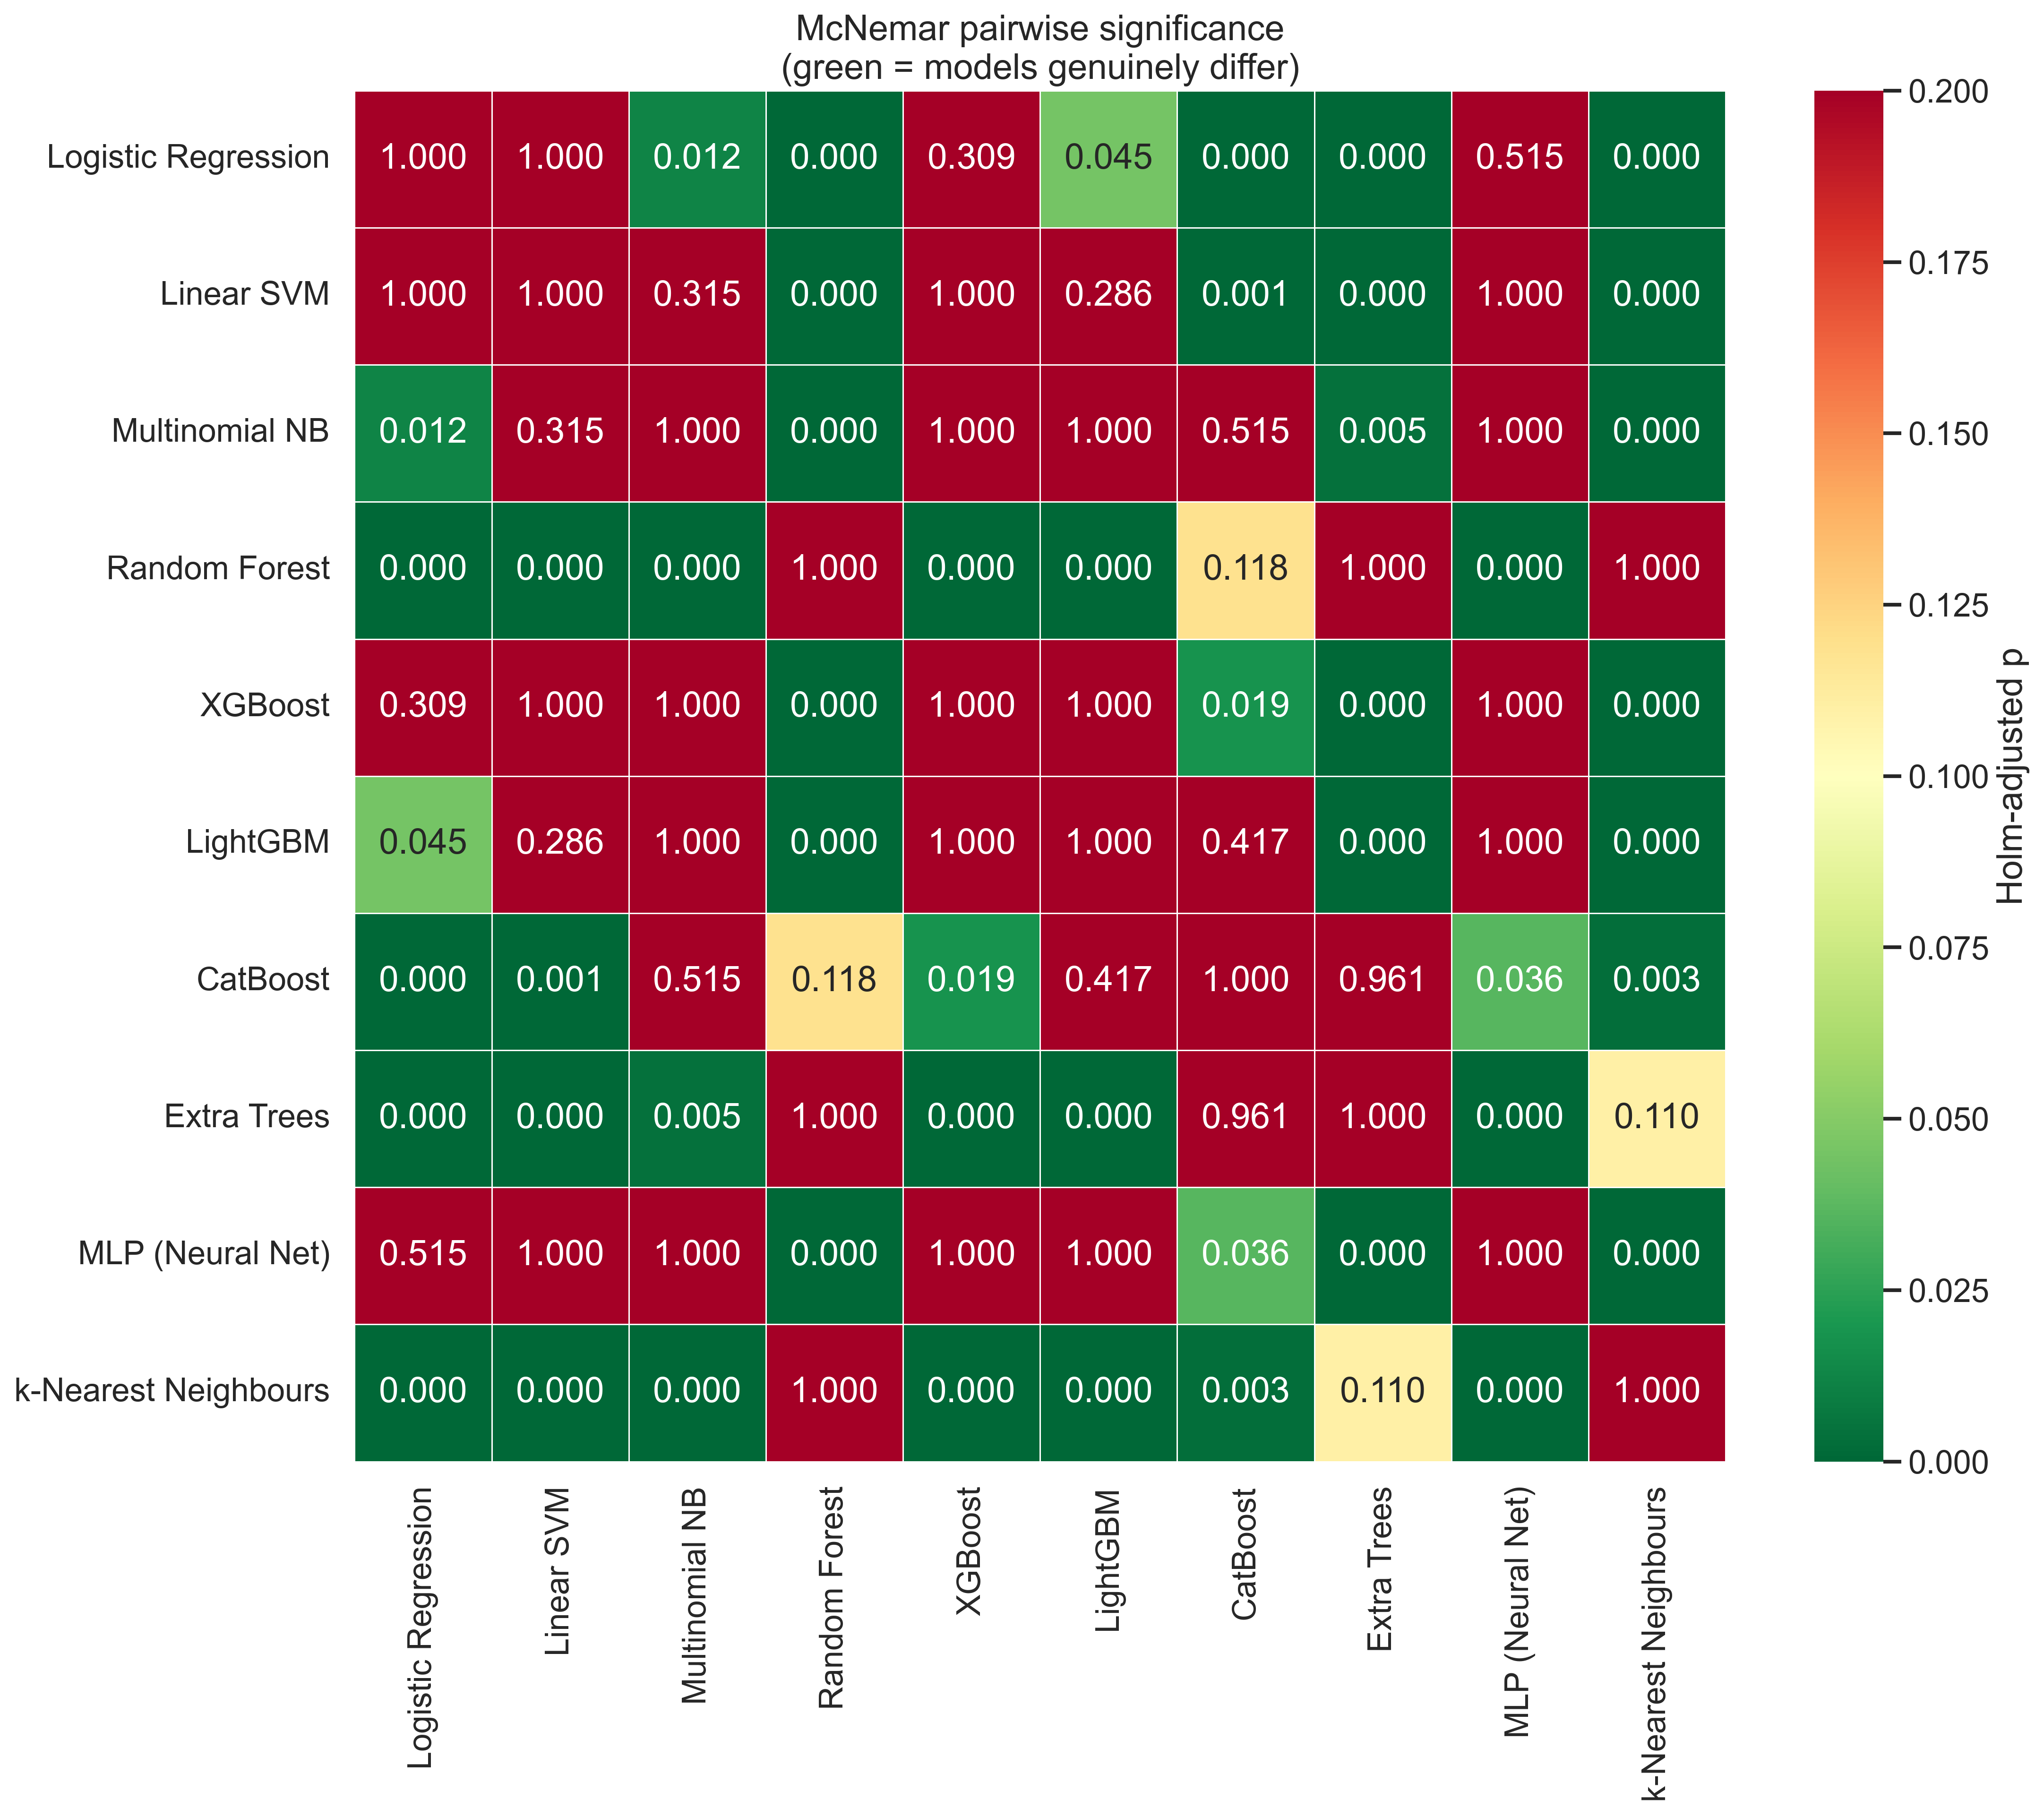 McNemar pairwise significance
(green = models genuinely differ)
Logistic Regression 1.000 1.000 0.012 0.000 0.309 0.045 0.000 0.000 0.515 0.000
Linear SVM 1.000 1.000 0.315 0.000 1.000 0.286 0.001 0.000 1.000 0.000
Multinomial NB 0.012 0.315 1.000 0.000 1.000 1.000 0.515 0.005 1.000 0.000
Random Forest 0.000 0.000 0.000 1.000 0.000 0.000 0.118 1.000 0.000 1.000
XGBoost 0.309 1.000 1.000 0.000 1.000 1.000 0.019 0.000 1.000 0.000
LightGBM 0.045 0.286 1.000 0.000 1.000 1.000 0.417 0.000 1.000 0.000
CatBoost 0.000 0.001 0.515 0.118 0.019 0.417 1.000 0.961 0.036 0.003
Extra Trees 0.000 0.000 0.005 1.000 0.000 0.000 0.961 1.000 0.000 0.110
MLP (Neural Net) 0.515 1.000 1.000 0.000 1.000 1.000 0.036 0.000 1.000 0.000
k-Nearest Neighbours 0.000 0.000 0.000 1.000 0.000 0.000 0.003 0.110 0.000 1.000
Logistic Regression
Linear SVM
Multinomial NB
Random Forest
XGBoost
LightGBM
CatBoost
Extra Trees
MLP (Neural Net)
k-Nearest Neighbours
0.200
0.175
0.150
0.125
0.100
0.075
0.050
0.025
0.000
Holm-adjusted p